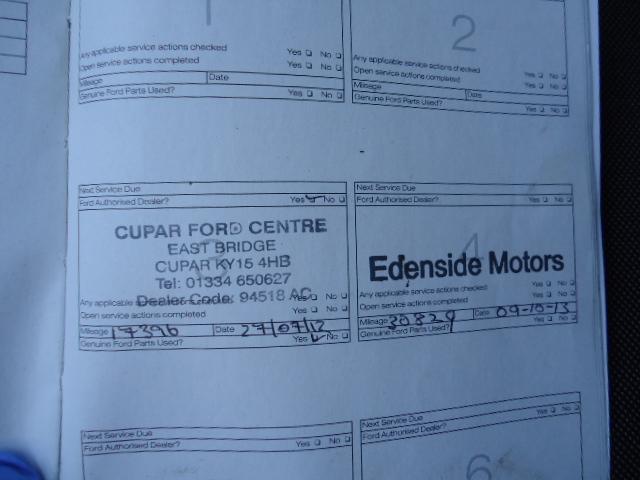 1
Any applicable service actions checked Yes No
Open service actions completed Yes No
Mileage Date
Genuine Ford Parts Used? Yes No
2
Any applicable service actions checked
Open service actions completed Yes No
Mileage Date
Genuine Ford Parts Used? Yes No
Next Service Due
Ford Authorised Dealer? Yes No
3
CUPAR FORD CENTRE
EAST BRIDGE
CUPAR KY15 4HB
Tel: 01334 650627
Dealer Code: 94518 AC
Any applicable Yes No
Open service actions completed Yes No
Mileage 17396 Date 27/07/12
Genuine Ford Parts Used? Yes No
Next Service Due
Ford Authorised Dealer? Yes No
4
Edenside Motors
Any applicable service actions checked Yes No
Open service actions completed Yes No
Mileage 30829 Date 09-10-13
Genuine Ford Parts Used? Yes No
Next Service Due
Ford Authorised Dealer? Yes No
Next Service Due
Ford Authorised Dealer? Yes No
6